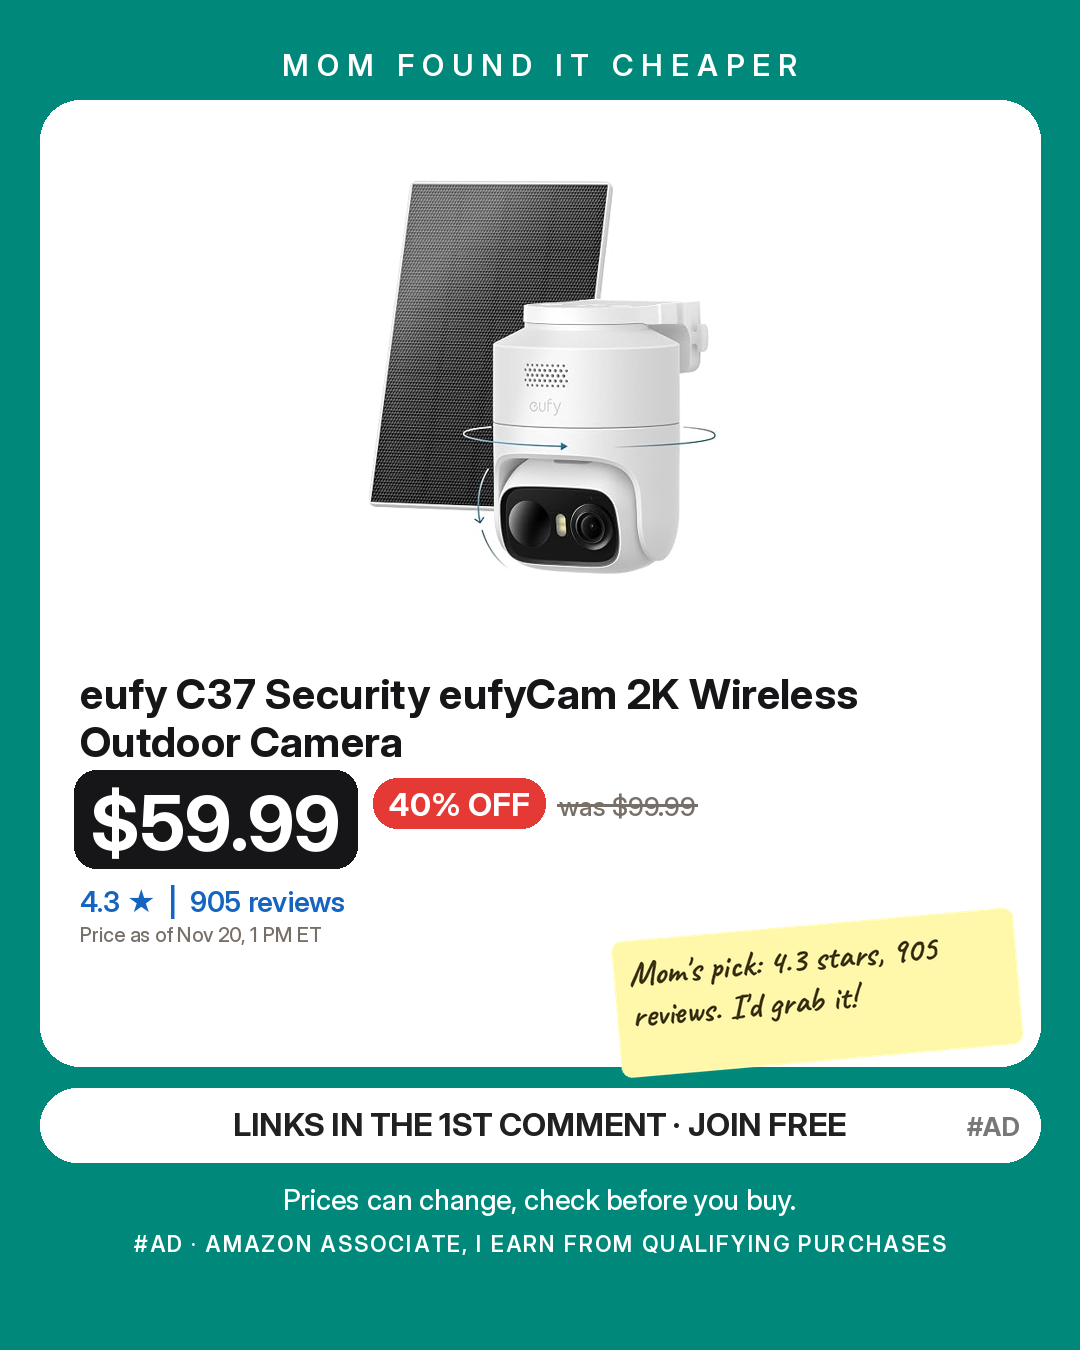 MOM FOUND IT CHEAPER
eufy
eufy C37 Security eufyCam 2K Wireless
Outdoor Camera
$59.99
40% OFF
was $99.99
4.3 ★ | 905 reviews
Price as of Nov 20, 1 PM ET
Mom's pick: 4.3 stars, 905
reviews. I'd grab it!
LINKS IN THE 1ST COMMENT · JOIN FREE
#AD
Prices can change, check before you buy.
#AD · AMAZON ASSOCIATE, I EARN FROM QUALIFYING PURCHASES